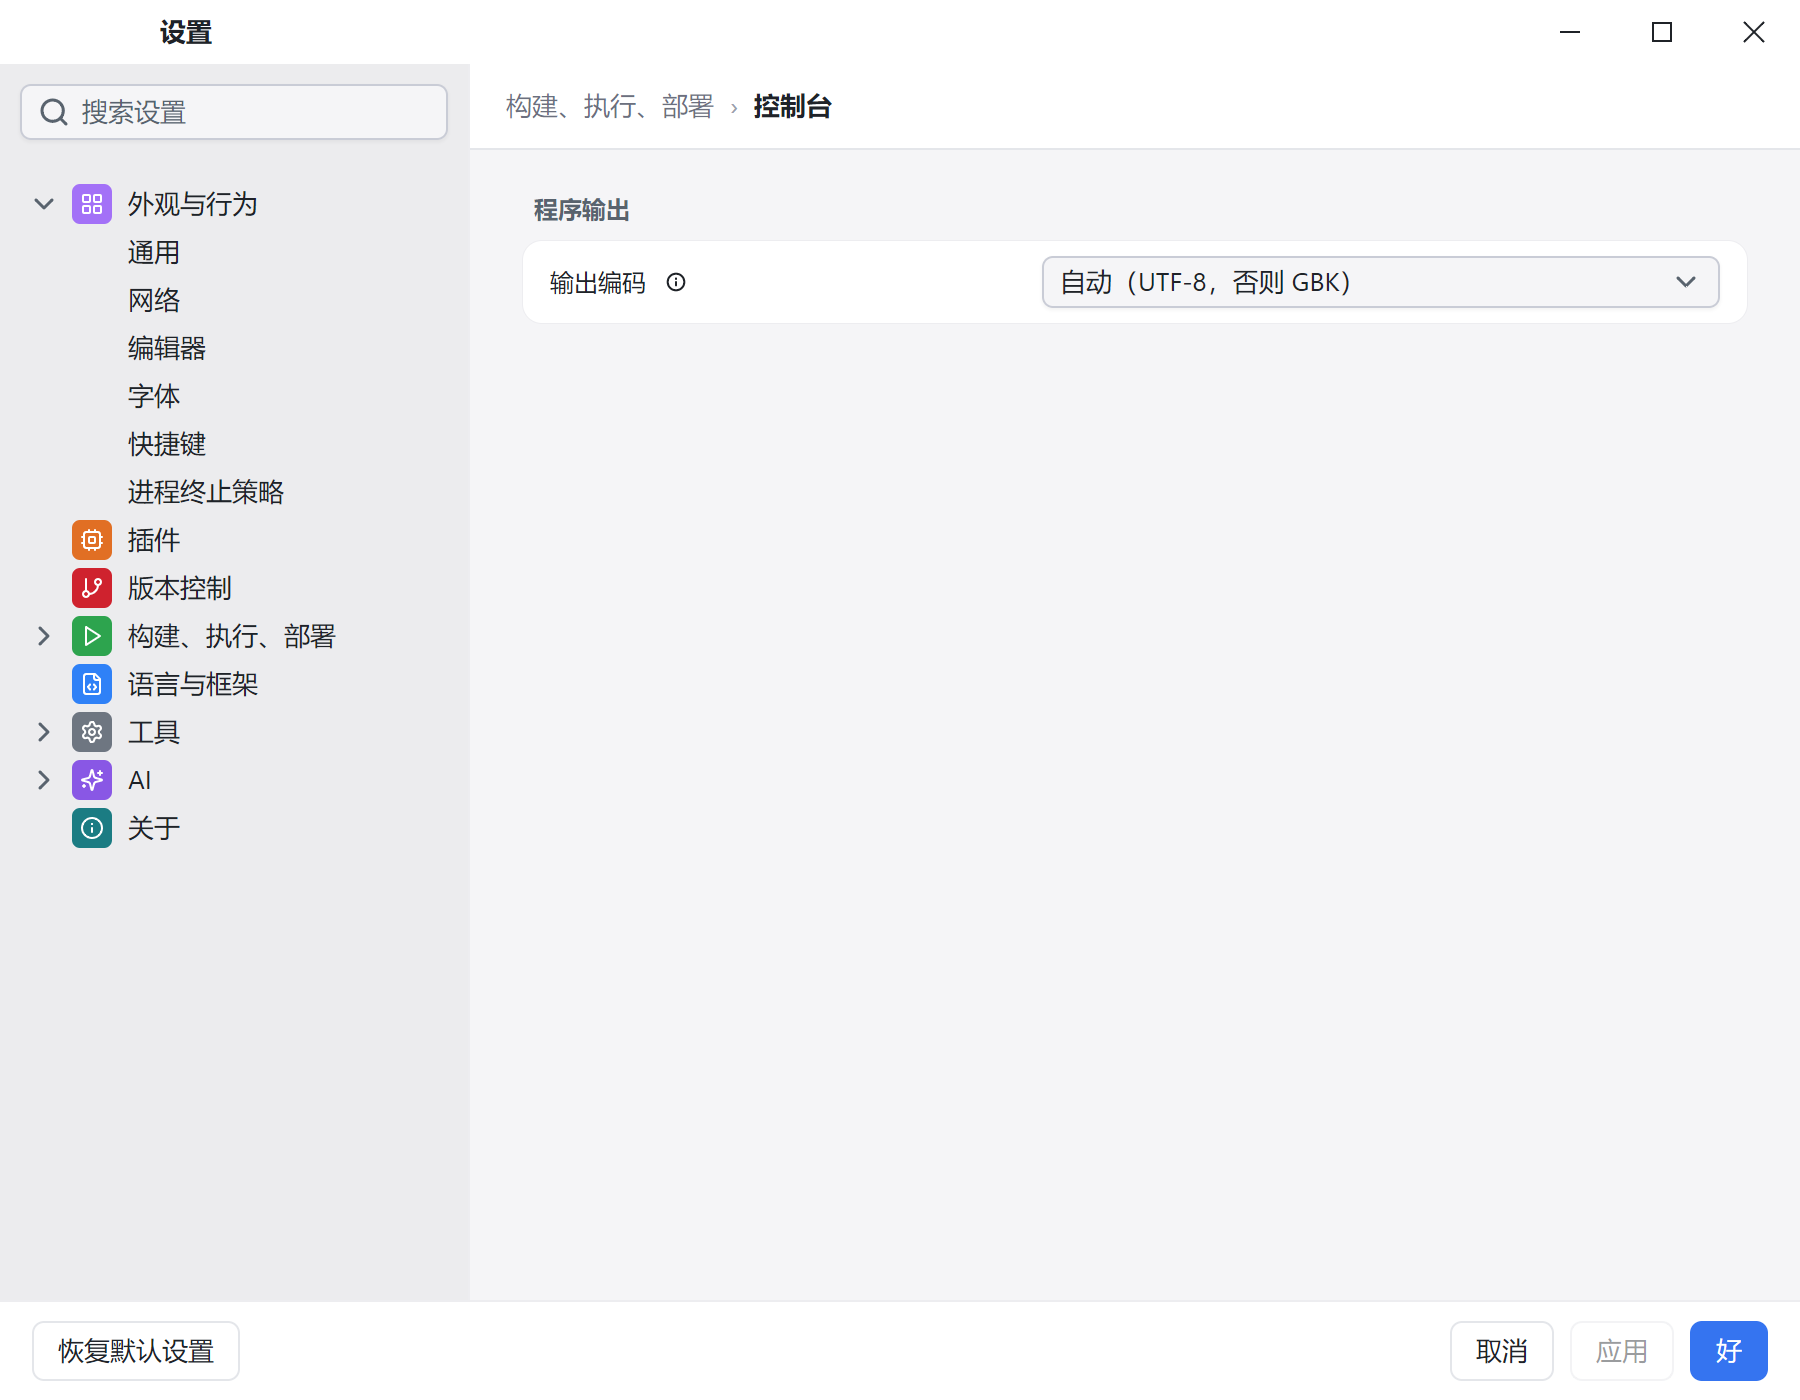 设置
搜索设置
外观与行为
通用
网络
编辑器
字体
快捷键
进程终止策略
插件
版本控制
构建、执行、部署
语言与框架
工具
AI
关于
构建、执行、部署 › 控制台
程序输出
输出编码
自动（UTF-8，否则 GBK）
恢复默认设置
取消
应用
好